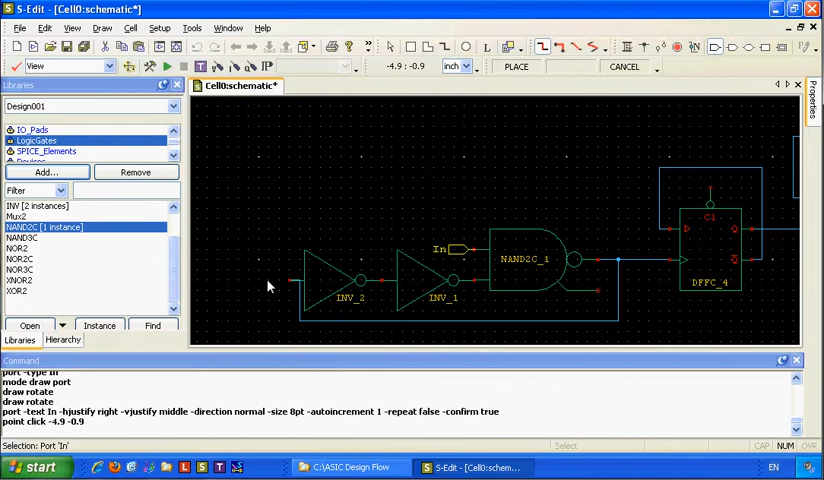 S-Edit - [Cell0:schematic*]
File Edit View Draw Cell Setup Tools Window Help
View
-4.9 : -0.9 inch PLACE CANCEL
Libraries
Cell0:schematic*
Properties
Design001
IO_Pads
LogicGates
SPICE_Elements
Devices
Add... Remove
Filter
INV [2 instances]
Mux2
NAND2C [1 instance]
NAND3C
NOR2
NOR2C
NOR3C
XNOR2
XOR2
Open Instance Find
Libraries Hierarchy
In
NAND2C_1
INV_2
INV_1
C1
D
Q
Q
DFFC_4
Command
port -type In
mode draw port
draw rotate
draw rotate
port -text In -hjustify right -vjustify middle -direction normal -size 8pt -autoincrement 1 -repeat false -confirm true
point click -4.9 -0.9
Selection: Port 'In' Select CAP NUM OVR
start C:\ASIC Design Flow S-Edit - [Cell0:schem... EN